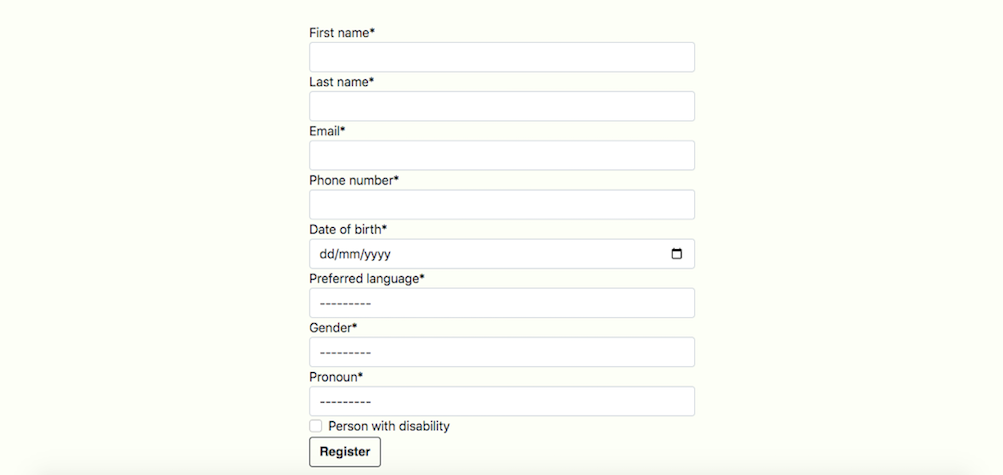 First name*
Last name*
Email*
Phone number*
Date of birth*
dd/mm/yyyy
Preferred language*
---------
Gender*
---------
Pronoun*
---------
Person with disability
Register